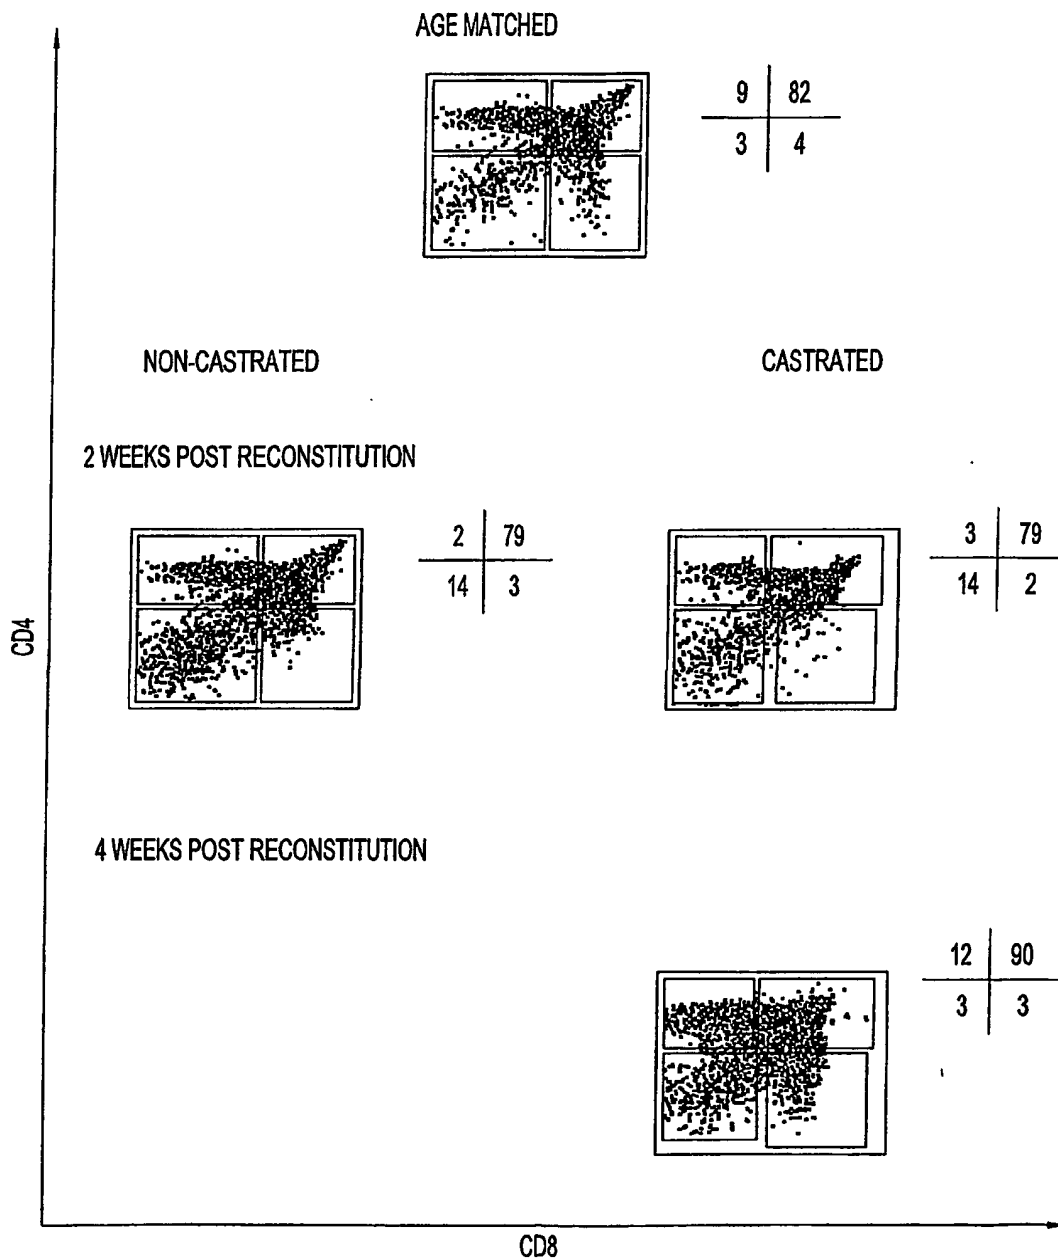 AGE MATCHED
9 82
3 4
NON-CASTRATED CASTRATED
2 WEEKS POST RECONSTITUTION
2 79
14 3
3 79
14 2
CD4
4 WEEKS POST RECONSTITUTION
12 90
3 3
CD8